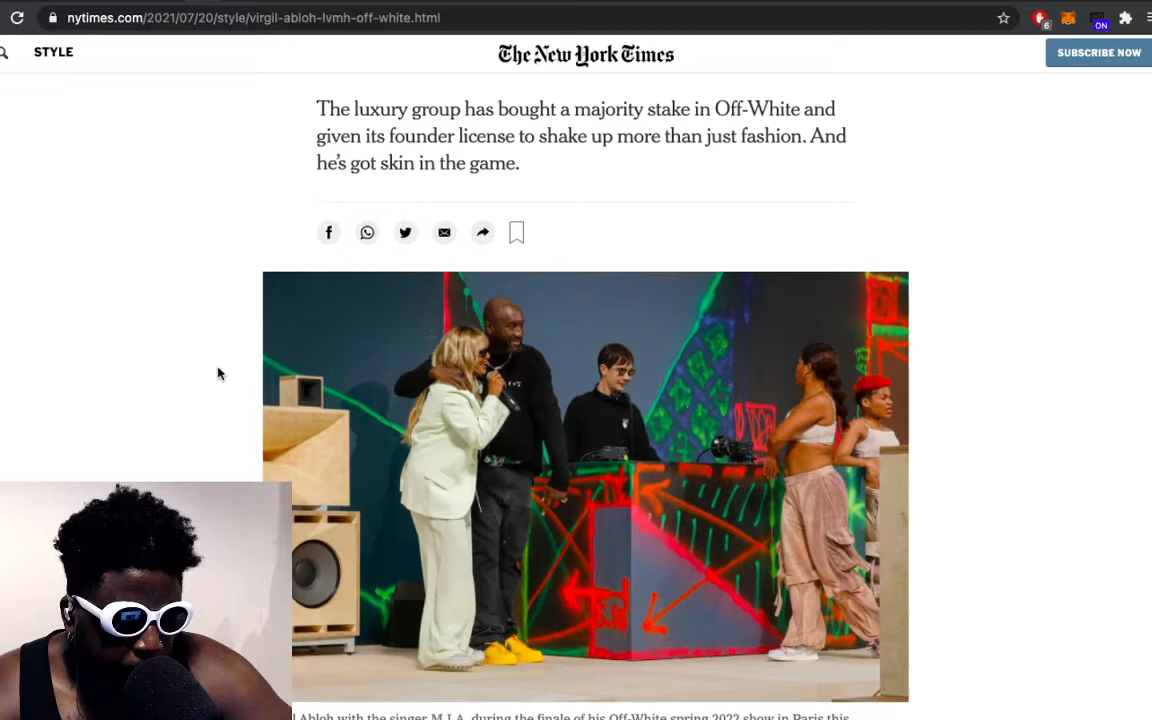 nytimes.com/2021/07/20/style/virgil-abloh-lvmh-off-white.html
6
ON
STYLE
The New York Times
SUBSCRIBE NOW
The luxury group has bought a majority stake in Off-White and
given its founder license to shake up more than just fashion. And
he's got skin in the game.
Abloh with the singer M.I.A. during the finale of his Off-White spring 2022 show in Paris this